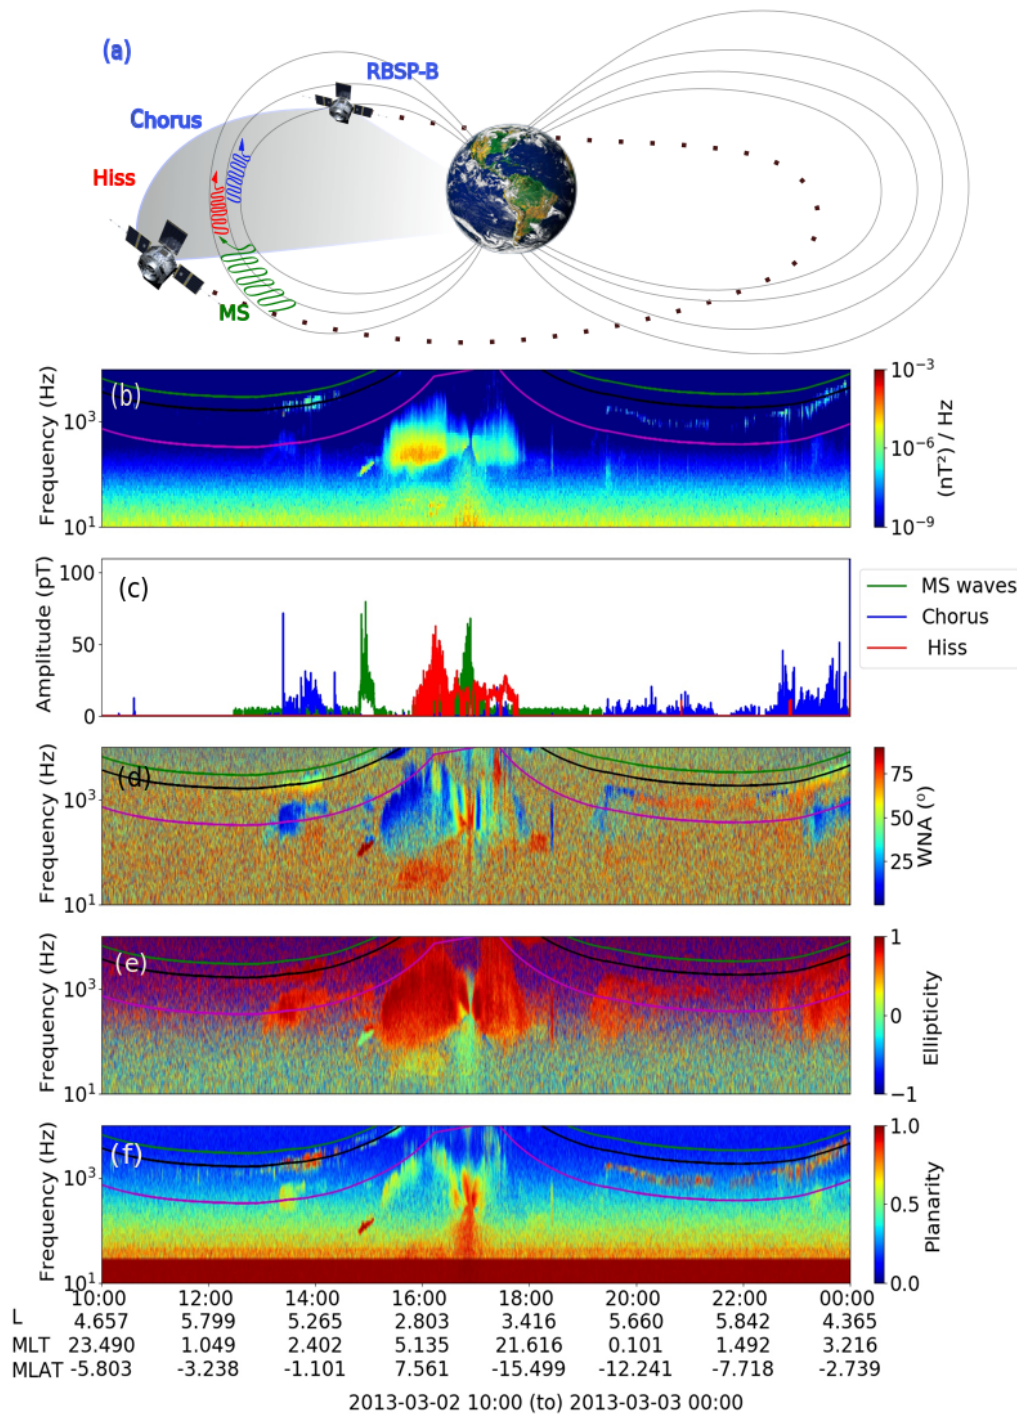 (a)
RBSP-B
Chorus
Hiss
MS
(b)
Frequency (Hz)
10³
10¹
10⁻³
10⁻⁶
10⁻⁹
(nT²) / Hz
(c)
Amplitude (pT)
100
50
0
MS waves
Chorus
Hiss
(d)
Frequency (Hz)
10³
10¹
75
50
25
WNA (⁰)
(e)
Frequency (Hz)
10³
10¹
1
0
−1
Ellipticity
(f)
Frequency (Hz)
10³
10¹
1.0
0.5
0.0
Planarity
10:00 12:00 14:00 16:00 18:00 20:00 22:00 00:00
L 4.657 5.799 5.265 2.803 3.416 5.660 5.842 4.365
MLT 23.490 1.049 2.402 5.135 21.616 0.101 1.492 3.216
MLAT -5.803 -3.238 -1.101 7.561 -15.499 -12.241 -7.718 -2.739
2013-03-02 10:00 (to) 2013-03-03 00:00